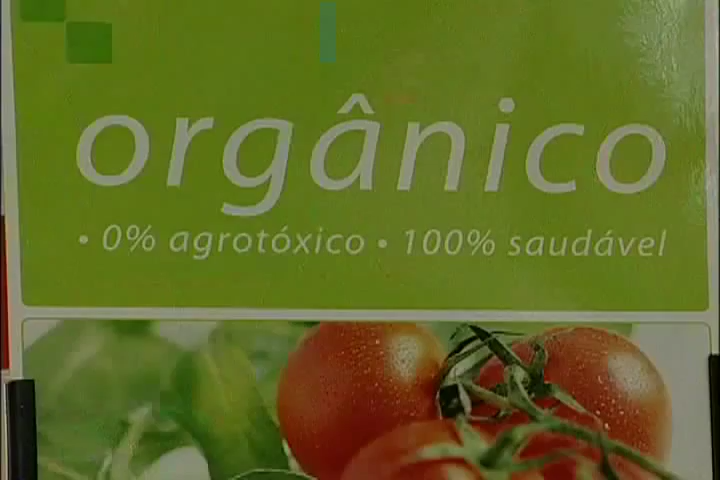 orgânico
• 0% agrotóxico • 100% saudável